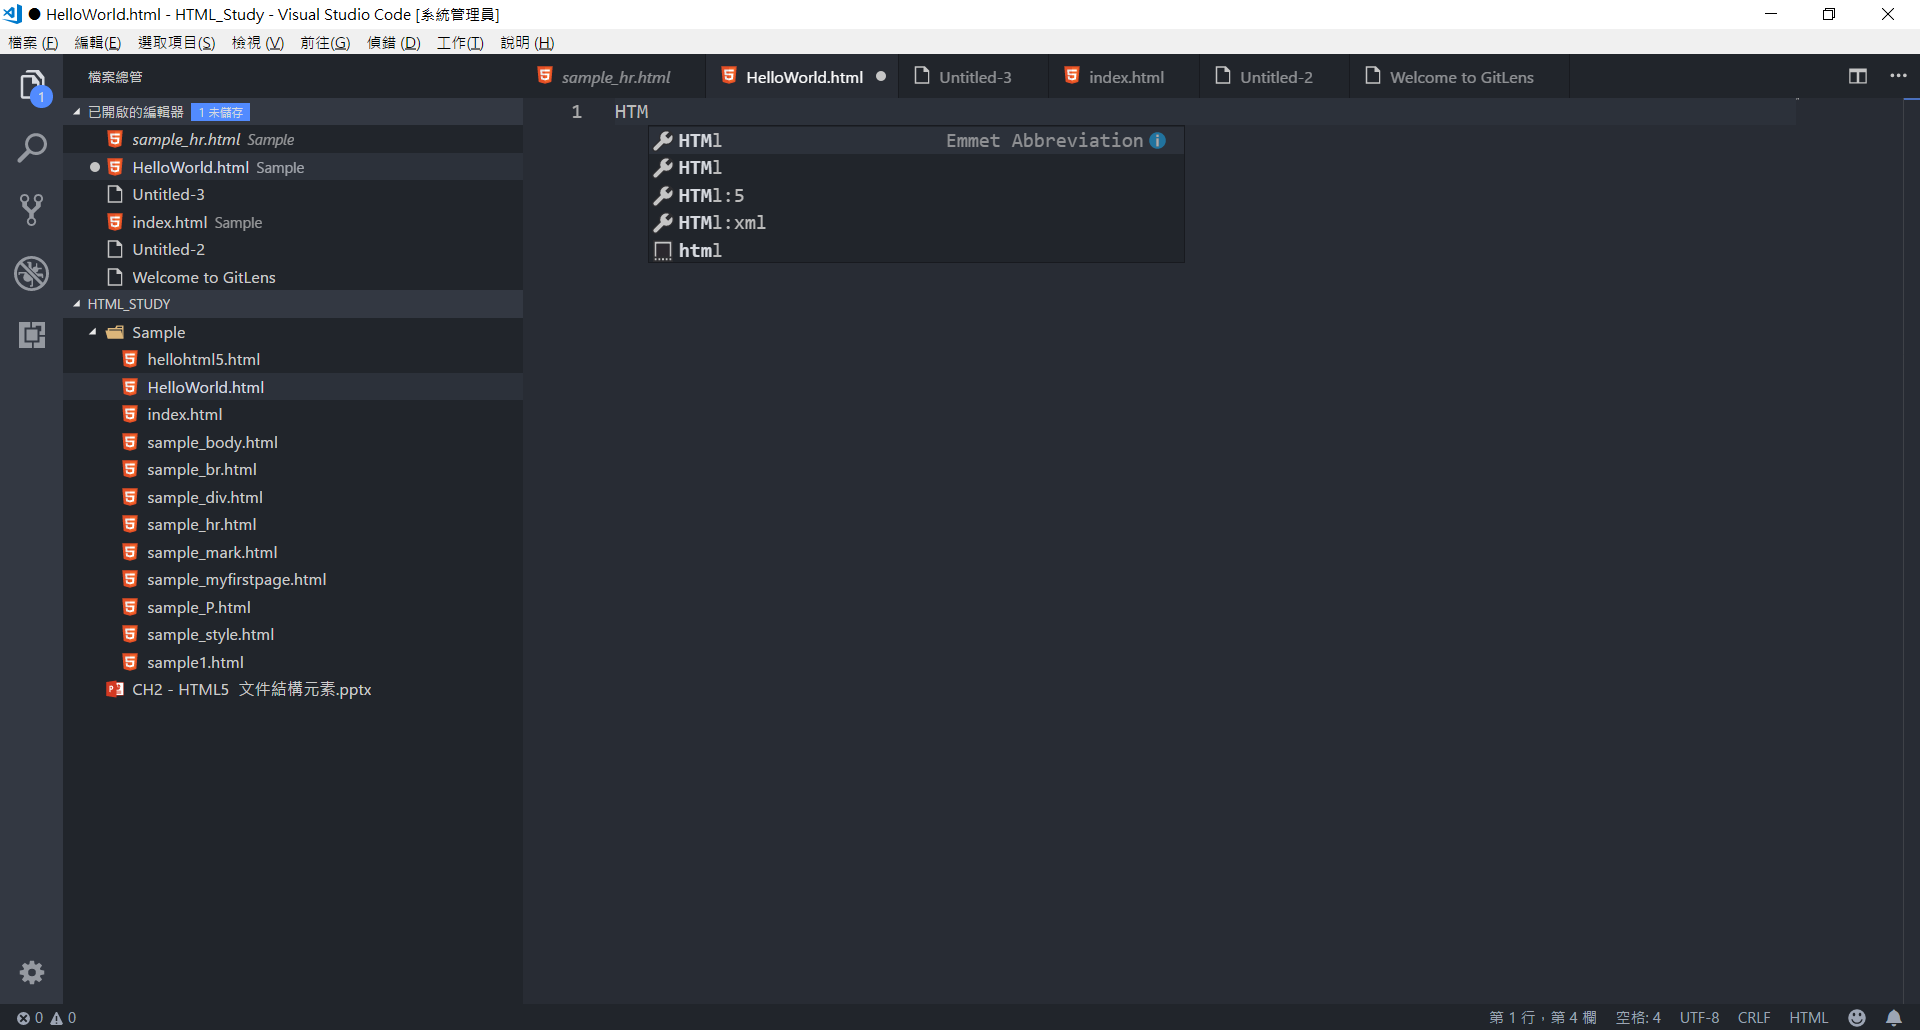 ● HelloWorld.html - HTML_Study - Visual Studio Code [系統管理員]
檔案 (F) 編輯(E) 選取項目(S) 檢視 (V) 前往(G) 偵錯 (D) 工作(T) 說明 (H)
檔案總管
sample_hr.html HelloWorld.html Untitled-3 index.html Untitled-2 Welcome to GitLens
1
已開啟的編輯器 1 未儲存
sample_hr.html Sample
HelloWorld.html Sample
Untitled-3
index.html Sample
Untitled-2
Welcome to GitLens
HTML_STUDY
Sample
hellohtml5.html
HelloWorld.html
index.html
sample_body.html
sample_br.html
sample_div.html
sample_hr.html
sample_mark.html
sample_myfirstpage.html
sample_P.html
sample_style.html
sample1.html
CH2 - HTML5 文件結構元素.pptx
1 HTM
HTMl Emmet Abbreviation
HTMl
HTMl:5
HTMl:xml
html
0 0
第 1 行，第 4 欄 空格: 4 UTF-8 CRLF HTML